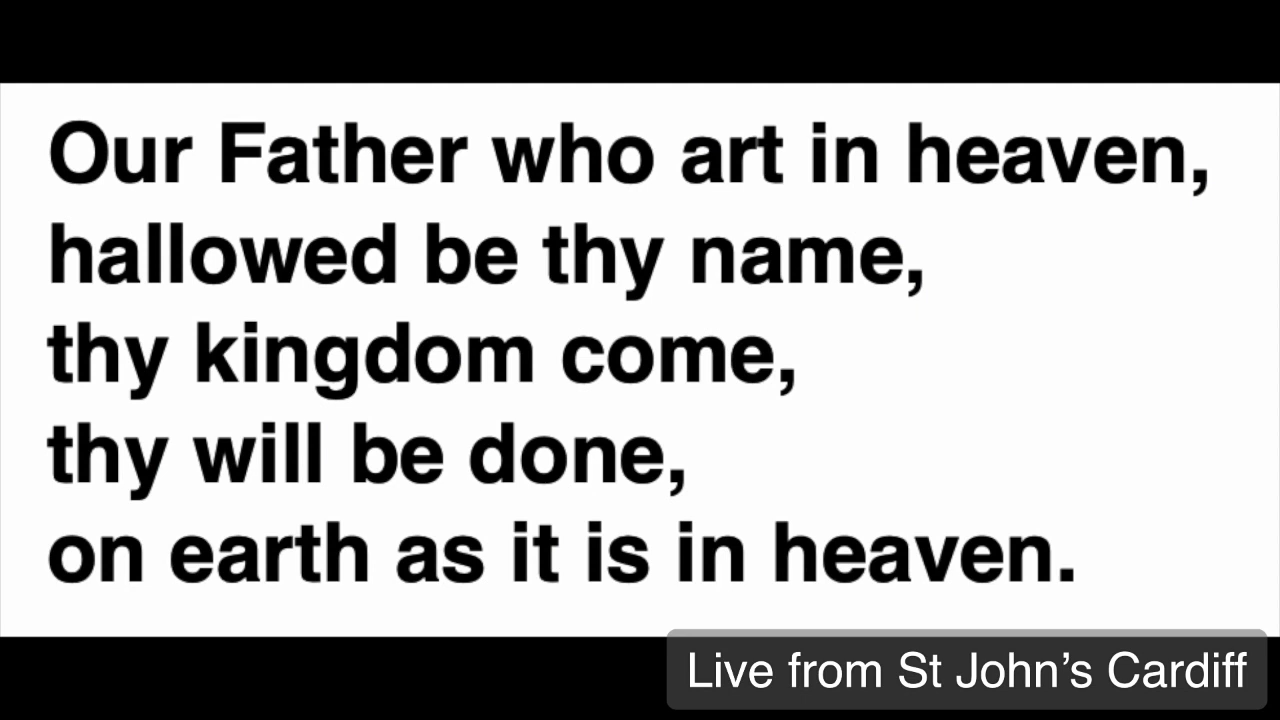 Our Father who art in heaven,
hallowed be thy name,
thy kingdom come,
thy will be done,
on earth as it is in heaven.
Live from St John’s Cardiff